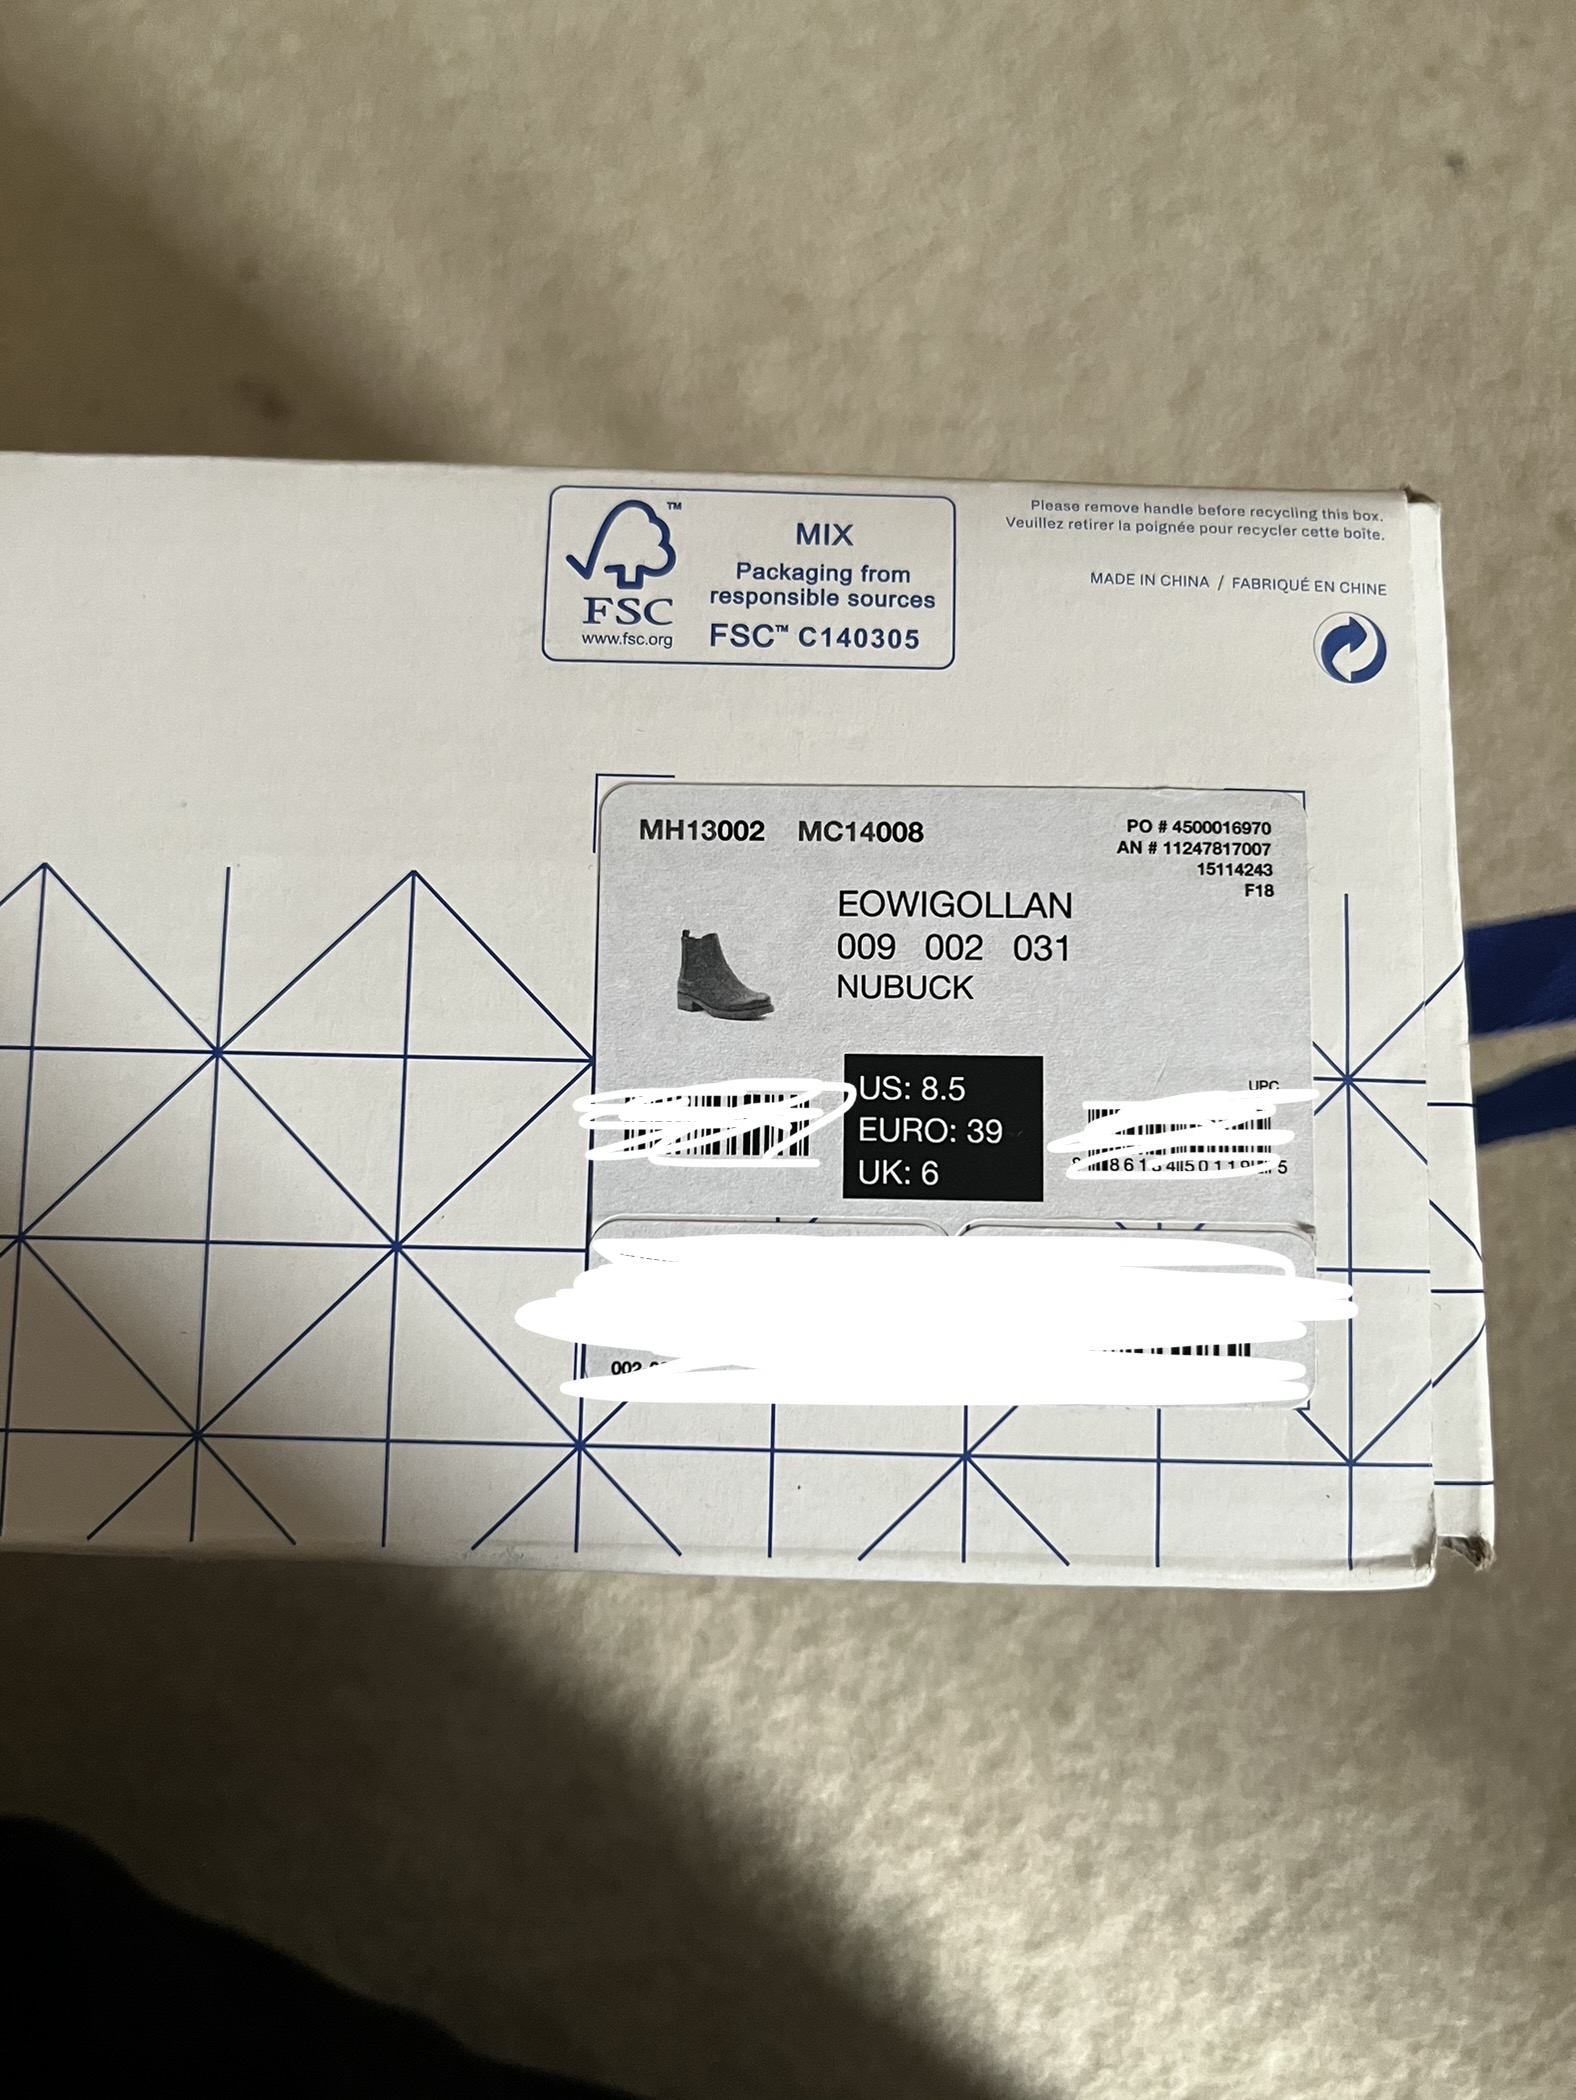 ™
MIX
Packaging from
responsible sources
FSC
www.fsc.org
FSC™ C140305
Please remove handle before recycling this box.
Veuillez retirer la poignée pour recycler cette boîte.
MADE IN CHINA / FABRIQUÉ EN CHINE
MH13002 MC14008
PO # 4500016970
AN # 11247817007
15114243
F18
EOWIGOLLAN
009 002 031
NUBUCK
US: 8.5
EURO: 39
UK: 6
UPC
002